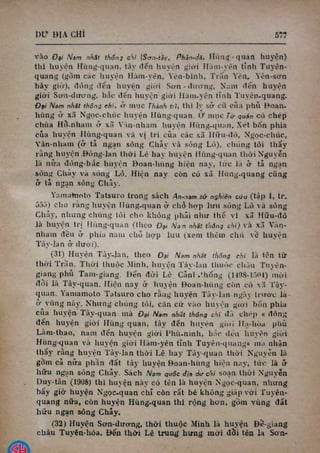 DƯ ĐỊA CHÍ 577
vào Đại Nam nhất thống chí (Sơn-tây, Phân-dã, Hùng-quan huyện)
thì huyện Hùng-quan, tây đến huyện giới Hàm-yên tỉnh Tuyên-
quang (gồm các huyện Hàm-yên, Yên-bình, Trấn Yên, Yên-sơn
bây giờ), đông đến huyện giới Sơn-dương, Nam đến huyện
giới Sơn-dương, bắc đến huyện giới Hàm-yên tỉnh Tuyên-quang.
Đại Nam nhất thống chí, ở mục Thành trì, thì lỵ sở cũ của phủ Đoan-
hùng ở xã Ngọc-chúc huyện Hùng-quan. Ở mục Từ quán có chép
chùa Hổ-nham ở xã Vân-nham huyện Hùng-quan. Xét bốn phía
của huyện Hùng-quan và vị trí của các xã Hữu-đô, Ngọc-chúc,
Vân-nham (ở tả ngạn sông Chảy và sông Lô), chúng tôi thấy
rằng huyện Đông-lan thời Lê hay huyện Hùng-quan thời Nguyễn
là nửa đông-bắc huyện Đoan-hùng hiện nay, tức là ở tả ngạn
sông Chảy và sông Lô. Hiện nay còn có xã Hùng-quang cũng
ở tả ngạn sông Chảy.
Yamamoto Tatsuro trong sách An-nam sử nghiên cứu (tập I, tr.
535) cho rằng huyện Hùng-quan ở chỗ hợp lưu sông Lô và sông
Chảy, nhưng chúng tôi cho không phải như thế vì xã Hữu-đô
là huyện trị Hùng-quan (theo Đại Nam nhất thống chí) và xã Vân-
nham đều ở phía nam chỗ hợp lưu (xem thêm chú về huyện
Tây-lan ở dưới).
(31) Huyện Tây-lan, theo Đại Nam nhất thống chí là tên từ
thời Trần. Thời thuộc Minh, huyện Tây-lan thuộc châu Tuyên-
giang phủ Tam-giang. Đến đời Lê Cảnh-thống (1498-1504) mới
đổi là Tây-quan. Hiện nay ở huyện Đoan-hùng còn có xã Tây-
quan. Yamamoto Tatsuro cho rằng huyện Tây-lan ngày trước là
ở vùng này. Nhưng chúng tôi, căn cứ vào huyện giới bốn phía
của huyện Tây-quan mà Đại Nam nhất thống chí đã chép « đông
đến huyện giới Hùng quan, tây đến huyện giới Hạ-hòa phủ
Lâm-thao, nam đến huyện giới Phù-ninh, bắc đến huyện giới
Hùng-quan và huyện giới Hàm-yên tỉnh Tuyên-quang» mà nhận
thấy rằng huyện Tây-lan thời Lê hay Tây-quan thời Nguyễn là
gồm cả nửa phần đất tây huyện Đoan-hùng hiện nay, tức là ở
hữu ngạn sông Chảy. Sách Nam quốc địa dư chí soạn thời Nguyễn
Duy-tân (1908) thì huyện này có tên là huyện Ngọc-quan, nhưng
bấy giờ huyện Ngọc-quan chỉ còn rất bé không giáp với Tuyên-
quang nữa, còn huyện Hùng-quan thì rộng hơn, gồm vùng đất
hữu ngạn sông Chảy.
(32) Huyện Sơn-dương, thời thuộc Minh là huyện Đề-giang
châu Tuyên-hóa. Đến thời Lê trung hưng mới đổi tên là Sơn-